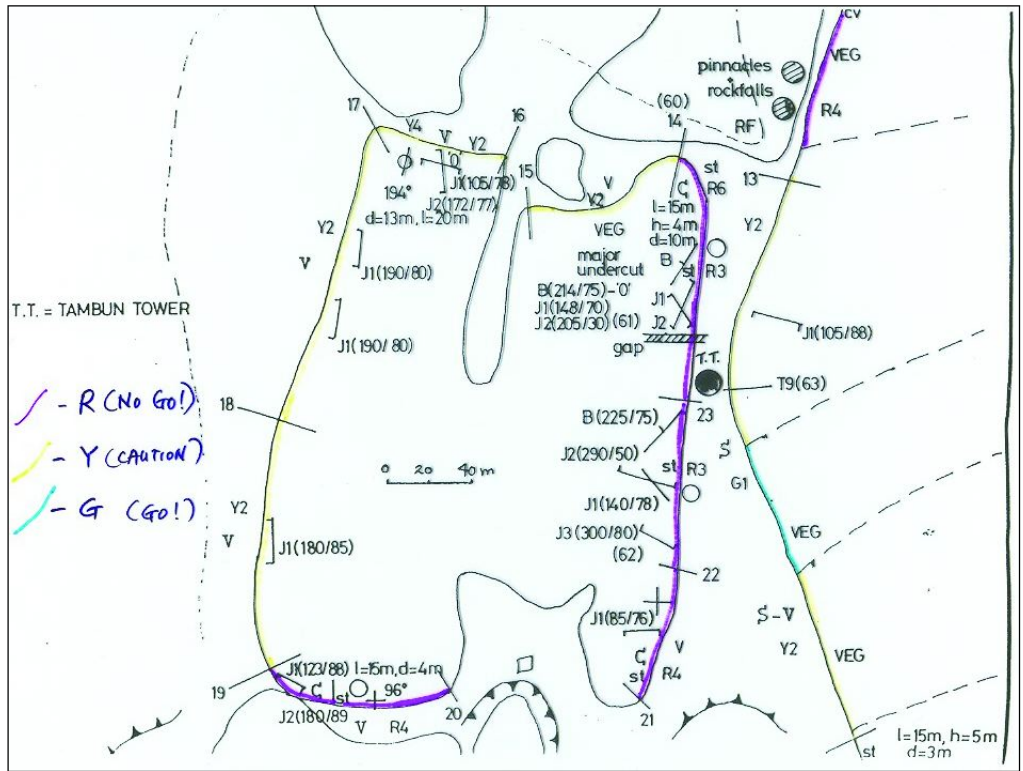 CV
VEG
pinnacles
+
rockfalls
R4
RF
17
16
(60)
14
Y4
V
Y2
'0'
15
st
13
194°
J1(105/78)
J2(172/77)
d=13m, l=20m
V
Y2
VEG
R6
l=15m
h=4m
d=10m
Y2
Y2
V
J1(190/80)
major
undercut
B
st
R3
B(214/75)-'0'
J1(148/70)
J2(205/30)(61)
J1
J2
gap
T.T. = TAMBUN TOWER
J1(190/80)
J1(105/88)
T.T.
T9(63)
- R (NO GO!)
- Y (CAUTION)
- G (GO!)
18
23
B(225/75)
J2(290/50)
0 20 40 m
st
R3
S
G1
J1(140/78)
Y2
V
J3(300/80)
(62)
VEG
J1(180/85)
22
J1(85/76)
S-V
Y2
VEG
V
C
st
R4
J1(123/88) l=15m, d=4m
19
C
st
96°
20
21
J2(180/89
V
R4
st
l=15m, h=5m
d=3m